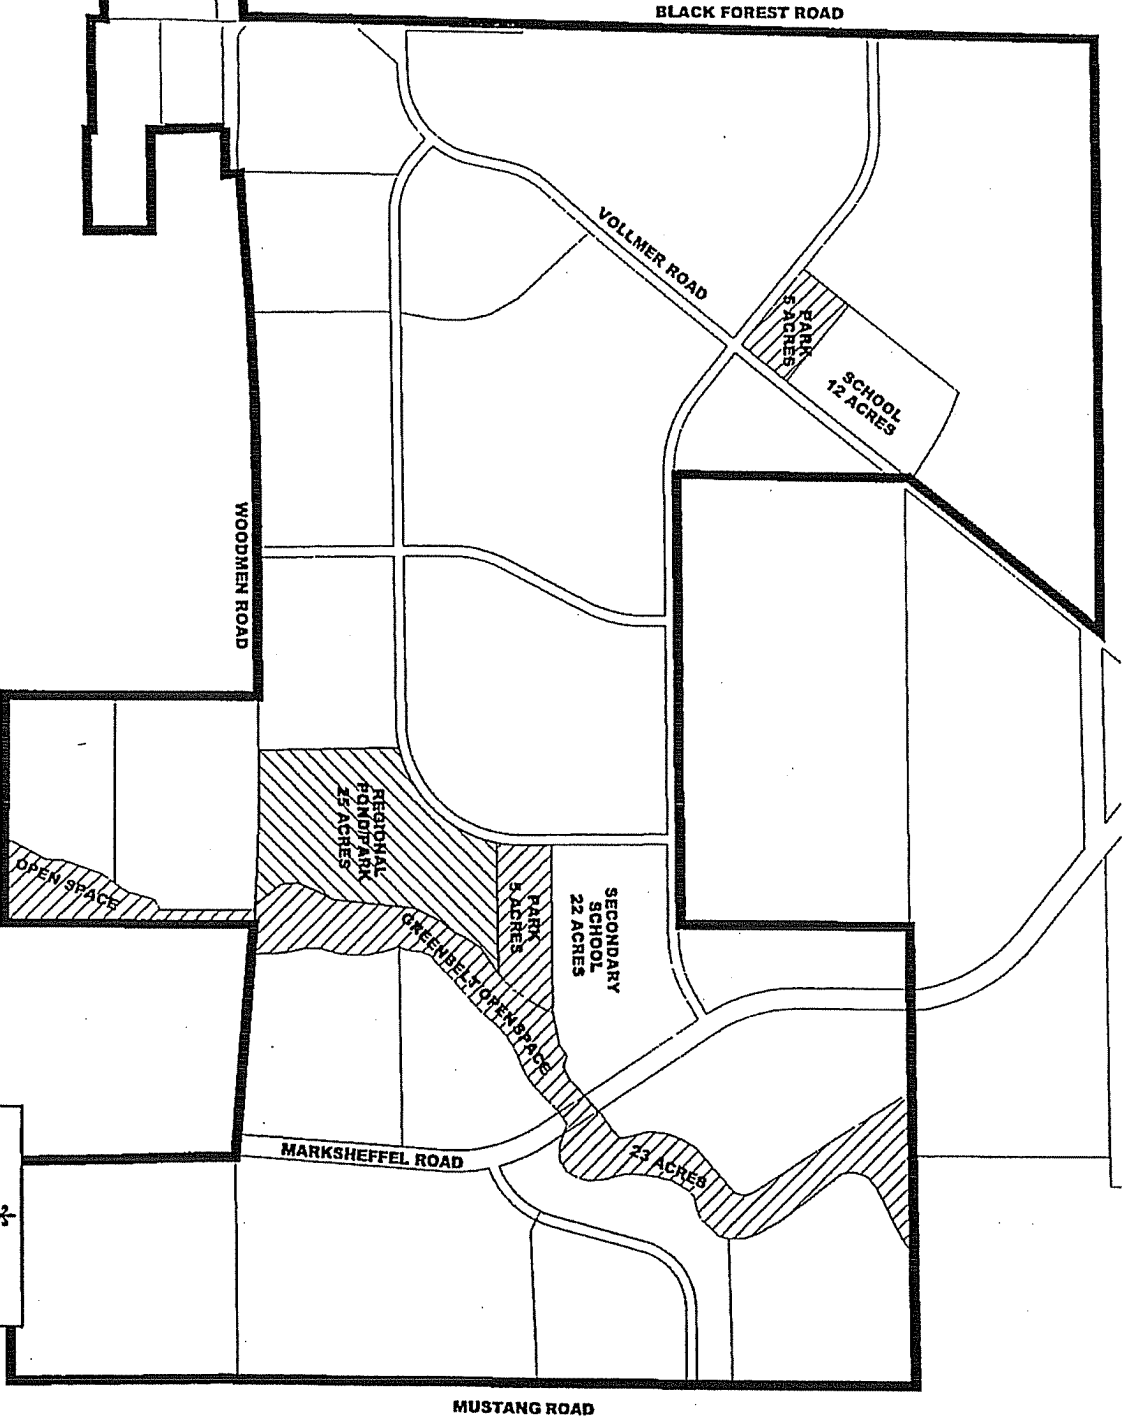 BLACK FOREST ROAD
VOLLMER ROAD
PARK
5 ACRES
SCHOOL
12 ACRES
WOODMEN ROAD
REGIONAL
POND/PARK
25 ACRES
OPEN SPACE
PARK
5 ACRES
SECONDARY
SCHOOL
22 ACRES
GREENBELT/OPEN SPACE
23 ACRES
MARKSHEFFEL ROAD
MUSTANG ROAD